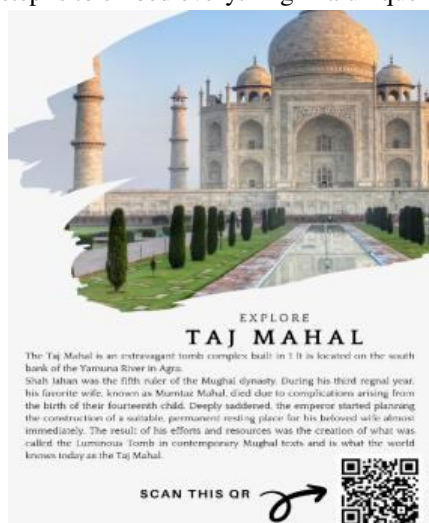 EXPLORE
TAJ MAHAL
The Taj Mahal is an extravagant tomb complex built in 1 It is located on the south
bank of the Yamuna River in Agra.
Shah Jahan was the fifth ruler of the Mughal dynasty. During his third regnal year,
his favorite wife, known as Mumtaz Mahal, died due to complications arising from
the birth of their fourteenth child. Deeply saddened, the emperor started planning
the construction of a suitable, permanent resting place for his beloved wife almost
immediately. The result of his efforts and resources was the creation of what was
called the Luminous Tomb in contemporary Mughal texts and is what the world
knows today as the Taj Mahal.
SCAN THIS QR